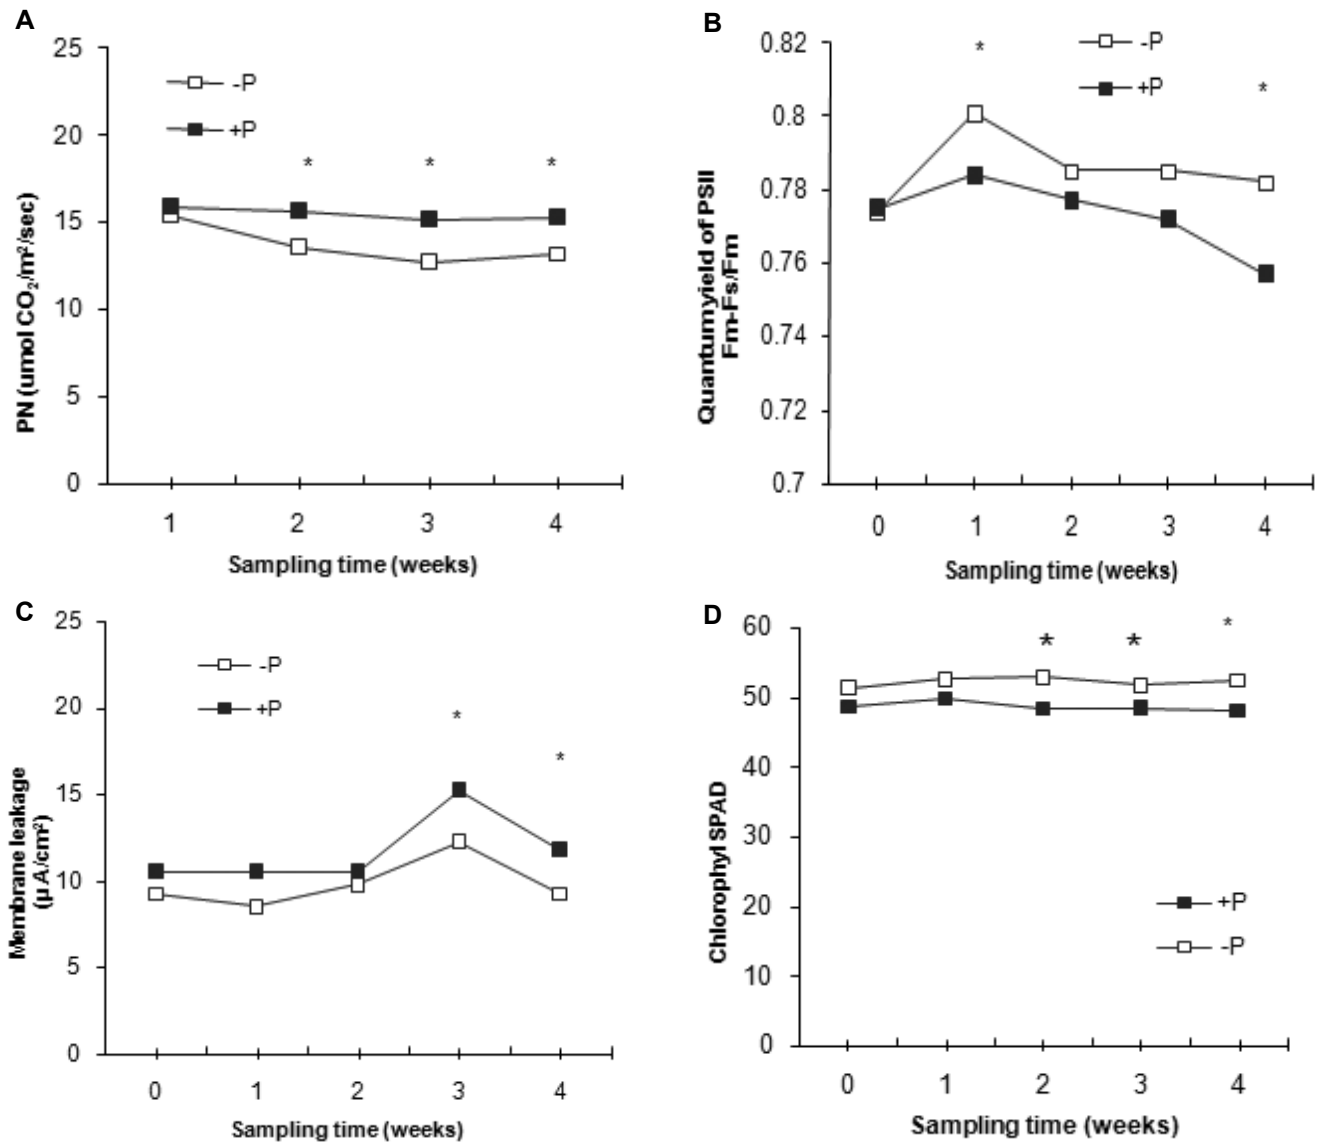 A
25
20
15
10
5
0
-P
+P
*
*
*
PN (umol CO2/m²/sec)
1
2
3
4
Sampling time (weeks)
B
0.82
0.8
0.78
0.76
0.74
0.72
0.7
-P
+P
*
*
Quantumyield of PSII
Fm-Fs/Fm
0
1
2
3
4
Sampling time (weeks)
C
25
20
15
10
5
0
-P
+P
*
*
Membrane leakage
(µ A/cm²)
0
1
2
3
4
Sampling time (weeks)
D
60
50
40
30
20
10
0
*
*
*
+P
-P
Chlorophyl SPAD
0
1
2
3
4
Sampling time (weeks)